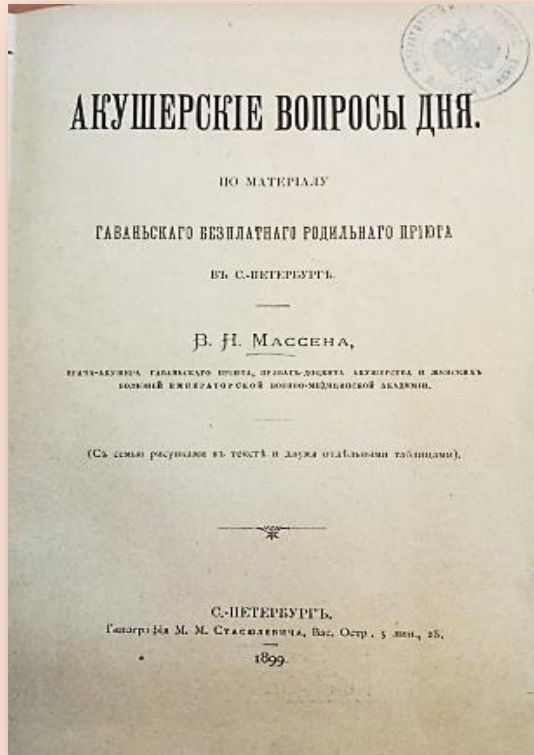 АКУШЕРСКІЕ ВОПРОСЫ ДНЯ.
ПО МАТЕРІАЛУ
ГАВАНЬСКАГО БЕЗПЛАТНАГО РОДИЛЬНАГО ПРІЮТА
ВЪ С.-ПЕТЕРБУРГѢ.
В. Н. МАССЕНА,
ВРАЧА-АКУШЕРА ГАВАНЬСКАГО ПРІЮТА, ПРИВАТЪ-ДОЦЕНТА АКУШЕРСТВА И ЖЕНСКИХЪ
БОЛѢЗНЕЙ ИМПЕРАТОРСКОЙ ВОЕННО-МЕДИЦИНСКОЙ АКАДЕМІИ.
(Съ семью рисунками въ текстѣ и двумя отдѣльными таблицами).
С.-ПЕТЕРБУРГЪ.
Типографія М. М. Стасюлевича, Вас. Остр., 5 лин., 28.
1899.